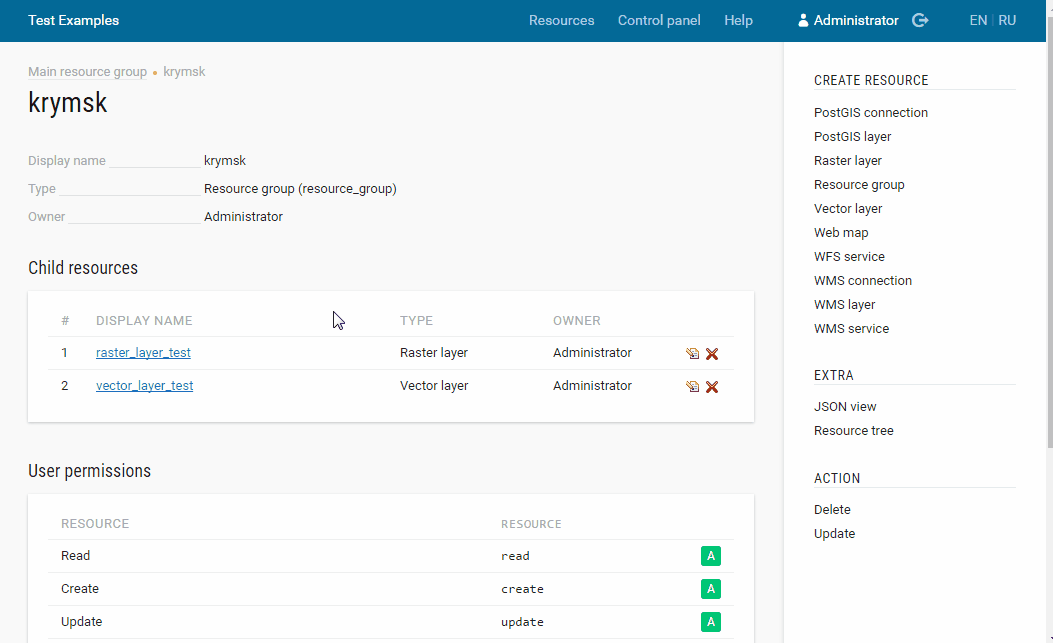 Test Examples Resources Control panel Help Administrator EN RU
Main resource group • krymsk
krymsk
Display name krymsk
Type Resource group (resource_group)
Owner Administrator
Child resources
# DISPLAY NAME TYPE OWNER
1 raster_layer_test Raster layer Administrator
2 vector_layer_test Vector layer Administrator
User permissions
RESOURCE RESOURCE
Read read A
Create create A
Update update A
CREATE RESOURCE
PostGIS connection
PostGIS layer
Raster layer
Resource group
Vector layer
Web map
WFS service
WMS connection
WMS layer
WMS service
EXTRA
JSON view
Resource tree
ACTION
Delete
Update